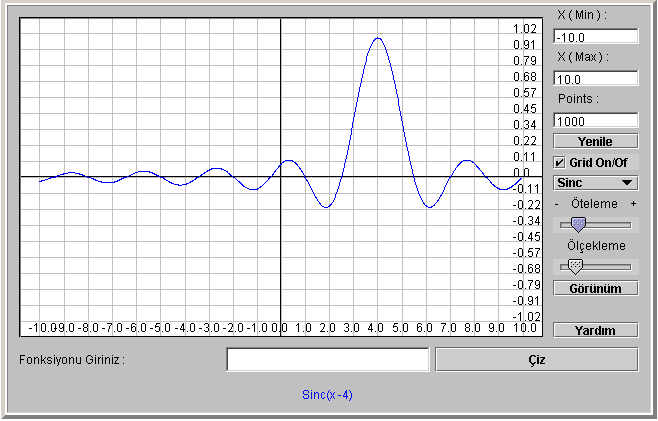 X ( Min ) :
-10.0
X ( Max ) :
10.0
Points :
1000
Yenile
Grid On/Of
Sinc
- Öteleme +
Ölçekleme
Görünüm
Yardım
1.02
0.91
0.79
0.68
0.57
0.45
0.34
0.22
0.11
0.0
-0.11
-0.22
-0.34
-0.45
-0.57
-0.68
-0.79
-0.91
-1.02
-10.0 -9.0 -8.0 -7.0 -6.0 -5.0 -4.0 -3.0 -2.0 -1.0 0.0 1.0 2.0 3.0 4.0 5.0 6.0 7.0 8.0 9.0 10.0
Fonksiyonu Giriniz :
Çiz
Sinc(x-4)